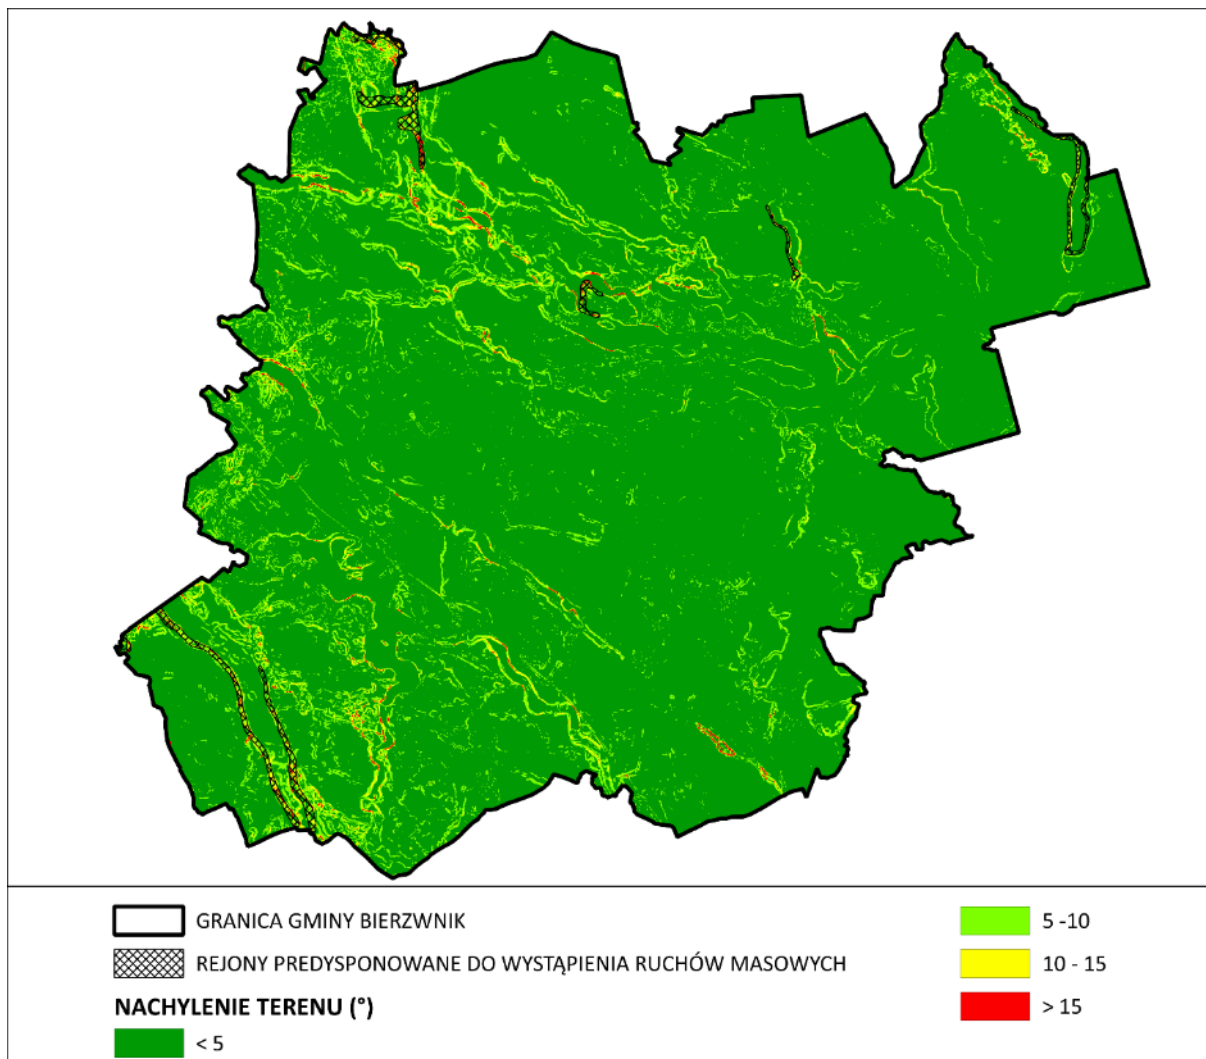 GRANICA GMINY BIERZWNIK
REJONY PREDYSPONOWANE DO WYSTĄPIENIA RUCHÓW MASOWYCH
NACHYLENIE TERENU (°)
< 5
5 -10
10 - 15
> 15